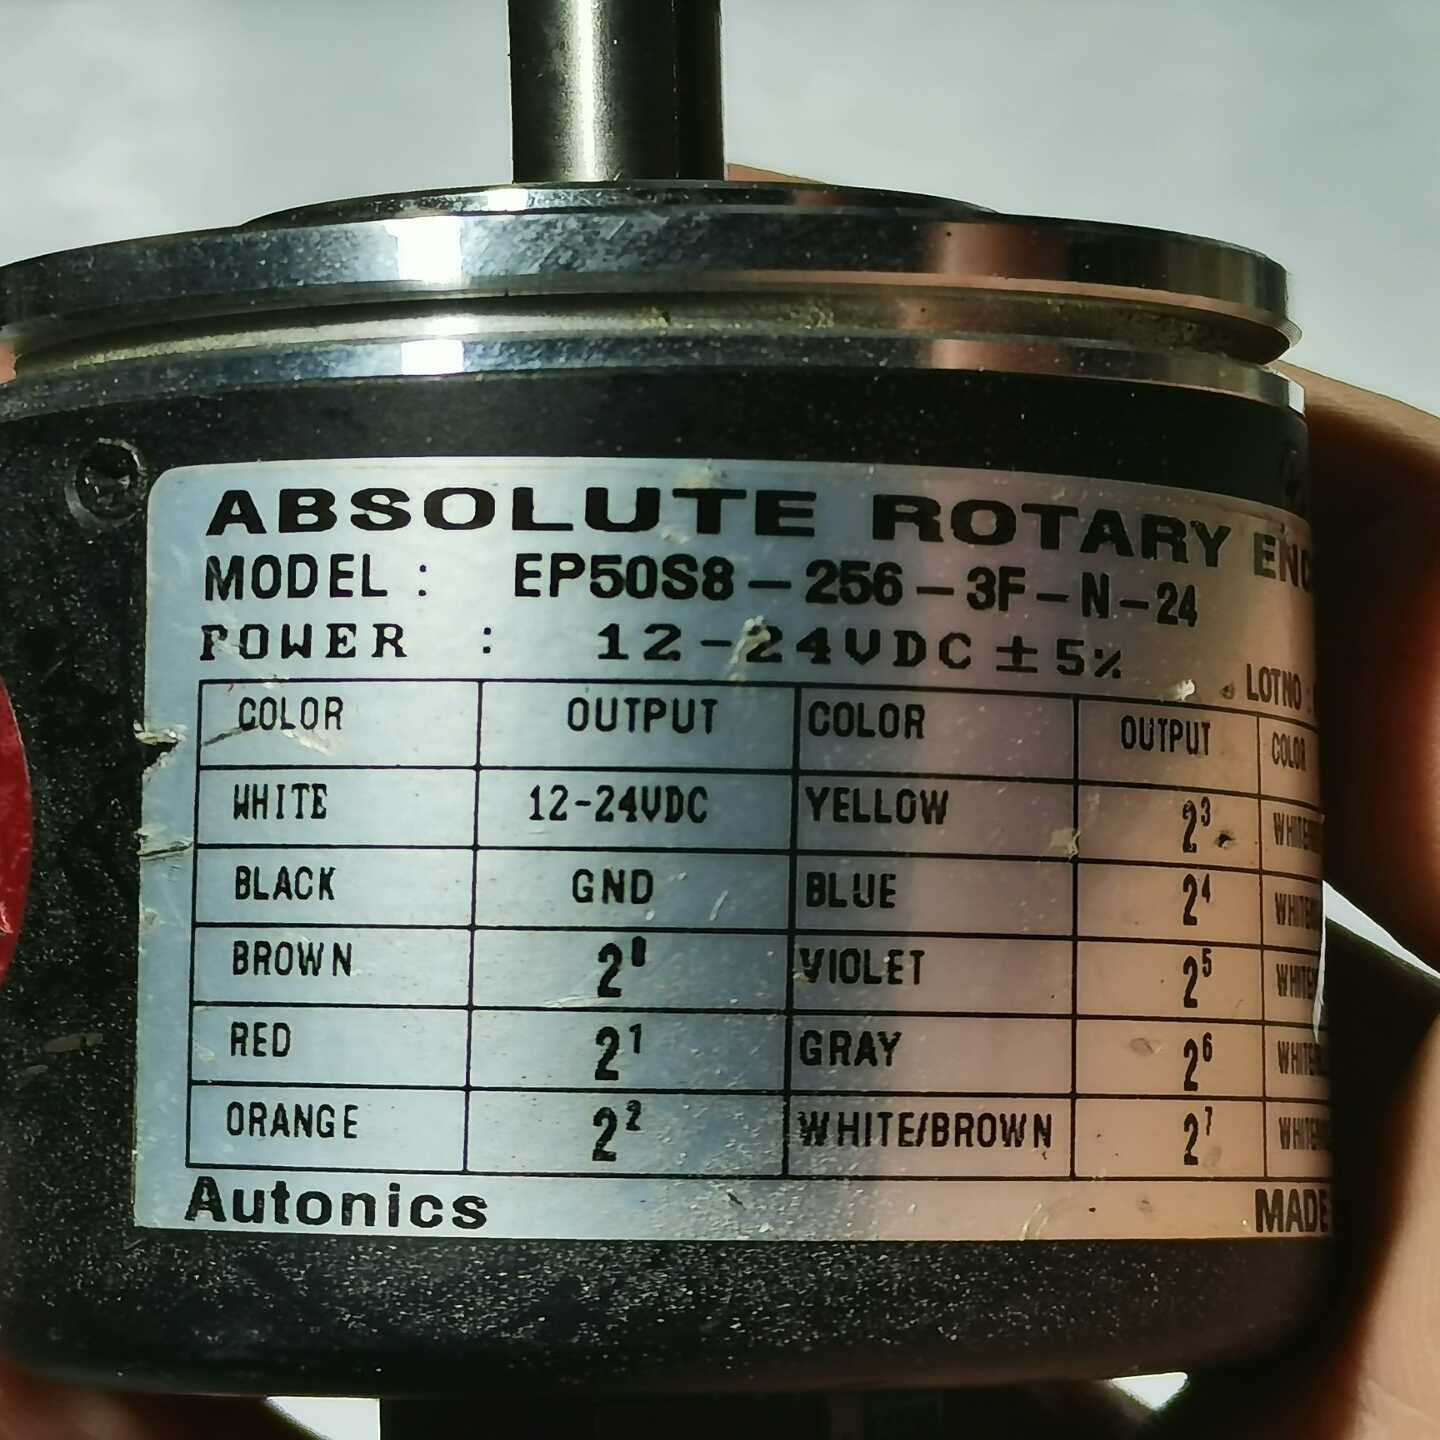 ABSOLUTE ROTARY
MODEL : EP50S8-256-3F-N-24
POWER : 12-24VDC ±5%
LOTNO :
COLOR OUTPUT COLOR OUTPUT COLOR
WHITE 12-24VDC YELLOW 2³
BLACK GND BLUE 2⁴
BROWN 2⁰ VIOLET 2⁵
RED 2¹ GRAY 2⁶
ORANGE 2² WHITE/BROWN 2⁷
Autonics MADE